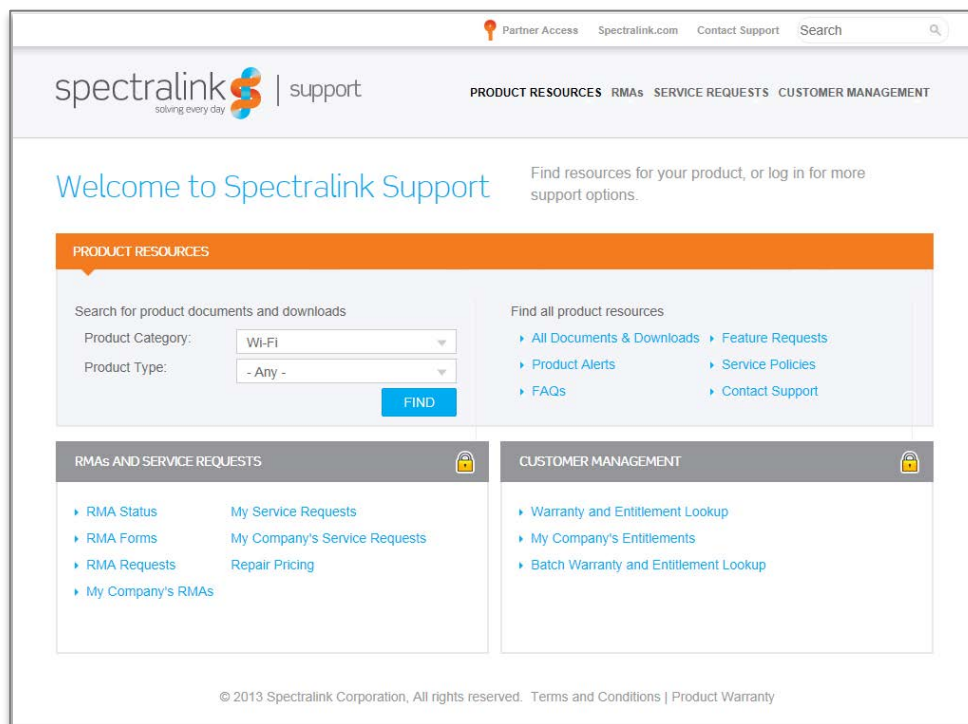 Partner Access Spectralink.com Contact Support Search
spectralink | support
solving every day
PRODUCT RESOURCES RMAs SERVICE REQUESTS CUSTOMER MANAGEMENT
Welcome to Spectralink Support
Find resources for your product, or log in for more
support options.
PRODUCT RESOURCES
Search for product documents and downloads
Product Category: Wi-Fi
Product Type: - Any -
FIND
Find all product resources
All Documents & Downloads Feature Requests
Product Alerts Service Policies
FAQs Contact Support
RMAs AND SERVICE REQUESTS
RMA Status My Service Requests
RMA Forms My Company's Service Requests
RMA Requests Repair Pricing
My Company's RMAs
CUSTOMER MANAGEMENT
Warranty and Entitlement Lookup
My Company's Entitlements
Batch Warranty and Entitlement Lookup
© 2013 Spectralink Corporation, All rights reserved. Terms and Conditions | Product Warranty